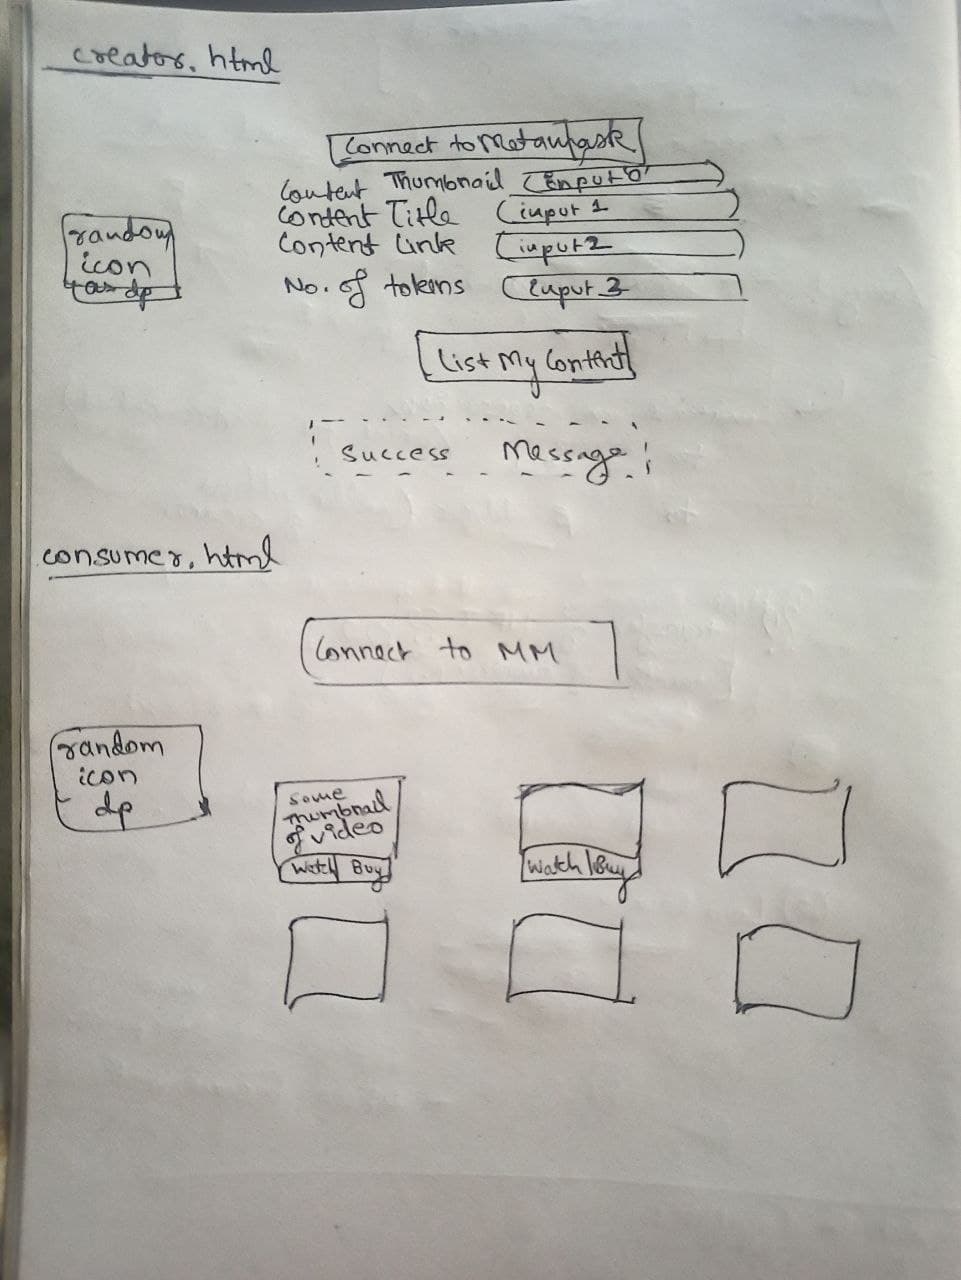 creator.html
Connect to Metamask
Content Thumbnail input 0
Content Title input 1
Content Link input 2
No. of tokens input 3
random
icon
as dp
List My Content
Success Message
consumer.html
Connect to MM
random
icon
dp
some
thumbnail
of video
Watch Buy
Watch | Buy